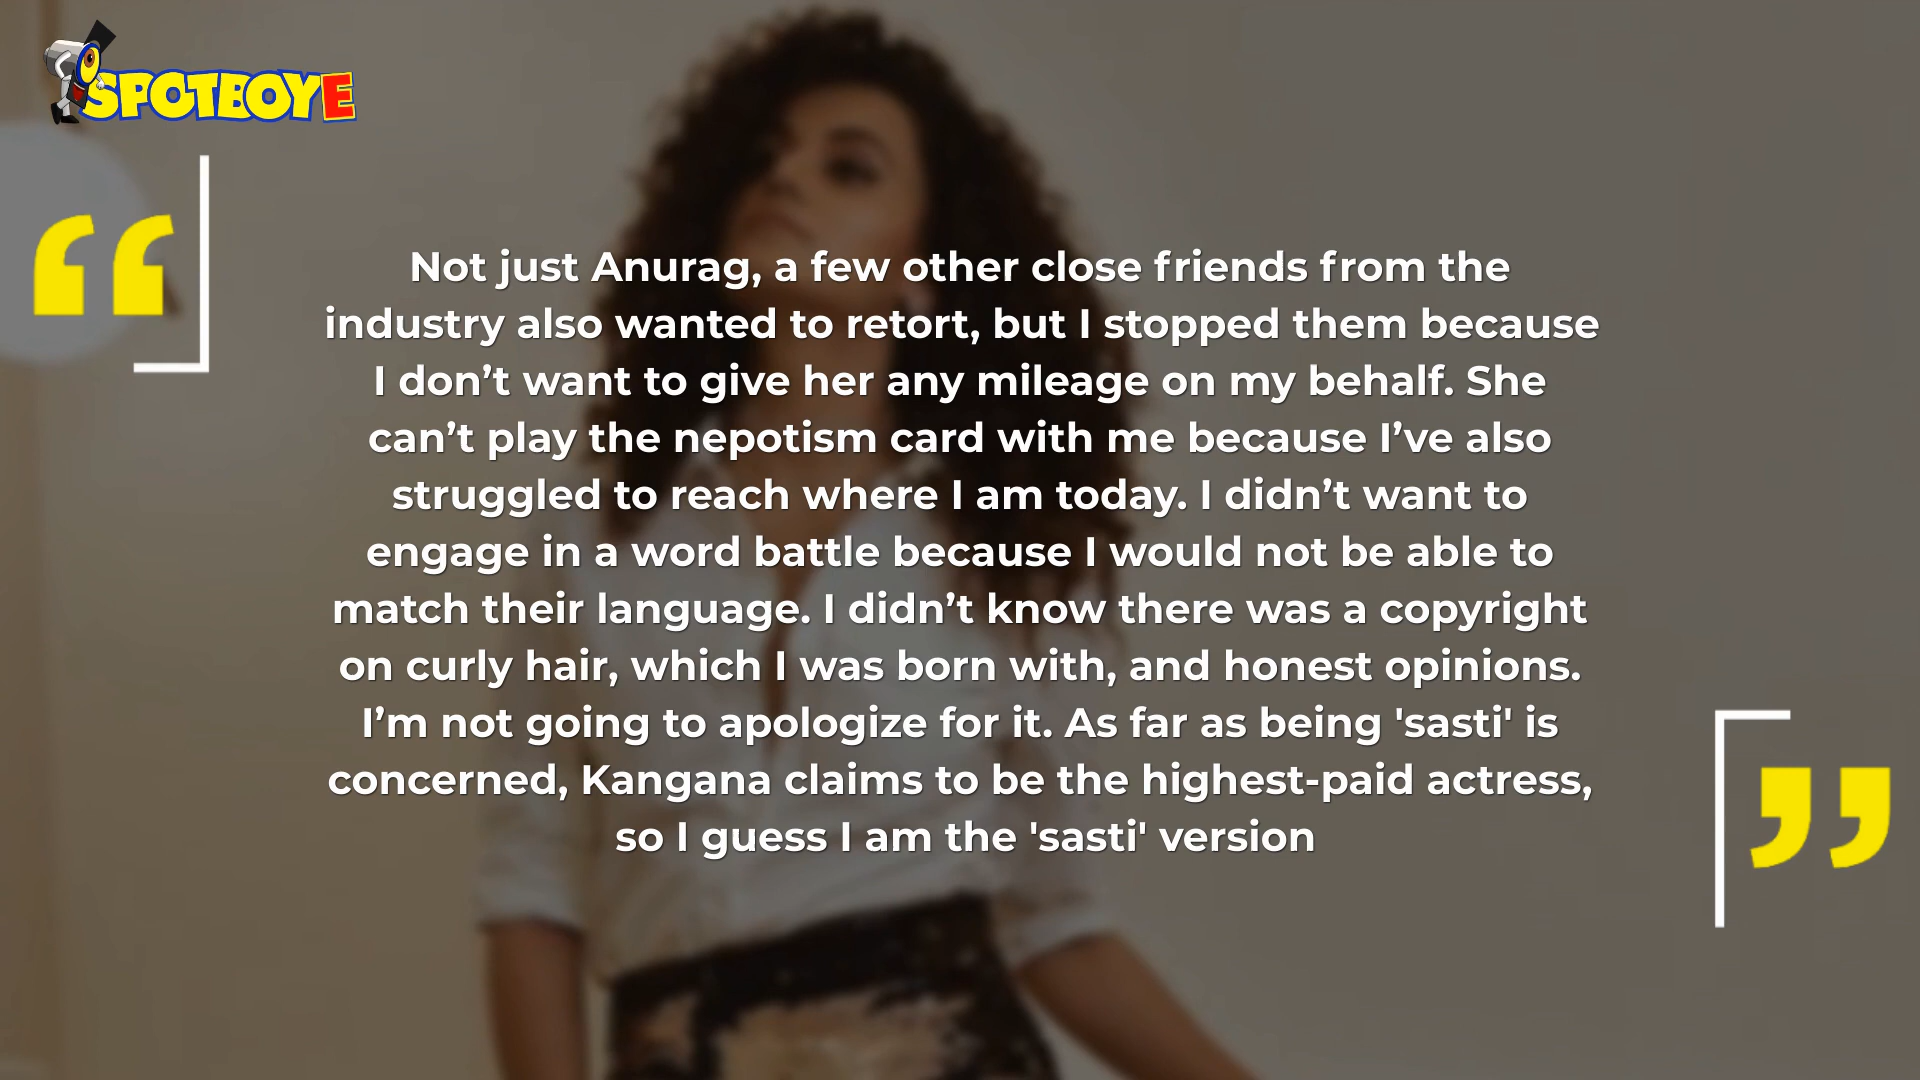 SPOTBOYE
“
Not just Anurag, a few other close friends from the
industry also wanted to retort, but I stopped them because
I don’t want to give her any mileage on my behalf. She
can’t play the nepotism card with me because I’ve also
struggled to reach where I am today. I didn’t want to
engage in a word battle because I would not be able to
match their language. I didn’t know there was a copyright
on curly hair, which I was born with, and honest opinions.
I’m not going to apologize for it. As far as being 'sasti' is
concerned, Kangana claims to be the highest-paid actress,
so I guess I am the 'sasti' version
”